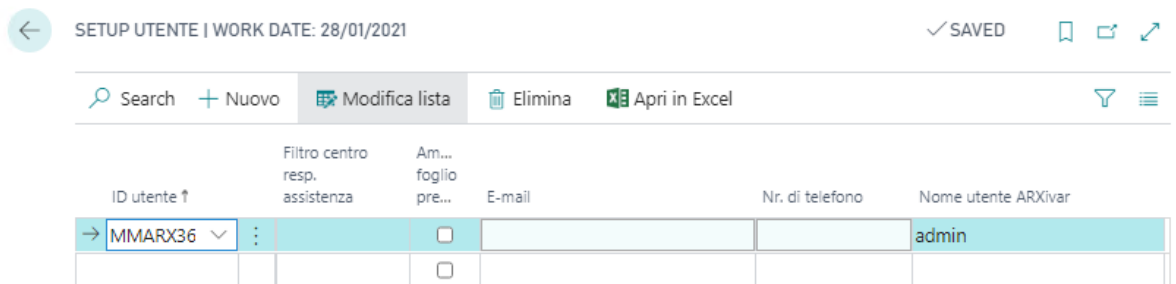 SETUP UTENTE | WORK DATE: 28/01/2021
SAVED
Search
Nuovo
Modifica lista
Elimina
Apri in Excel
ID utente
Filtro centro
resp.
assistenza
Am...
foglio
pre...
E-mail
Nr. di telefono
Nome utente ARXivar
MMARX36
admin